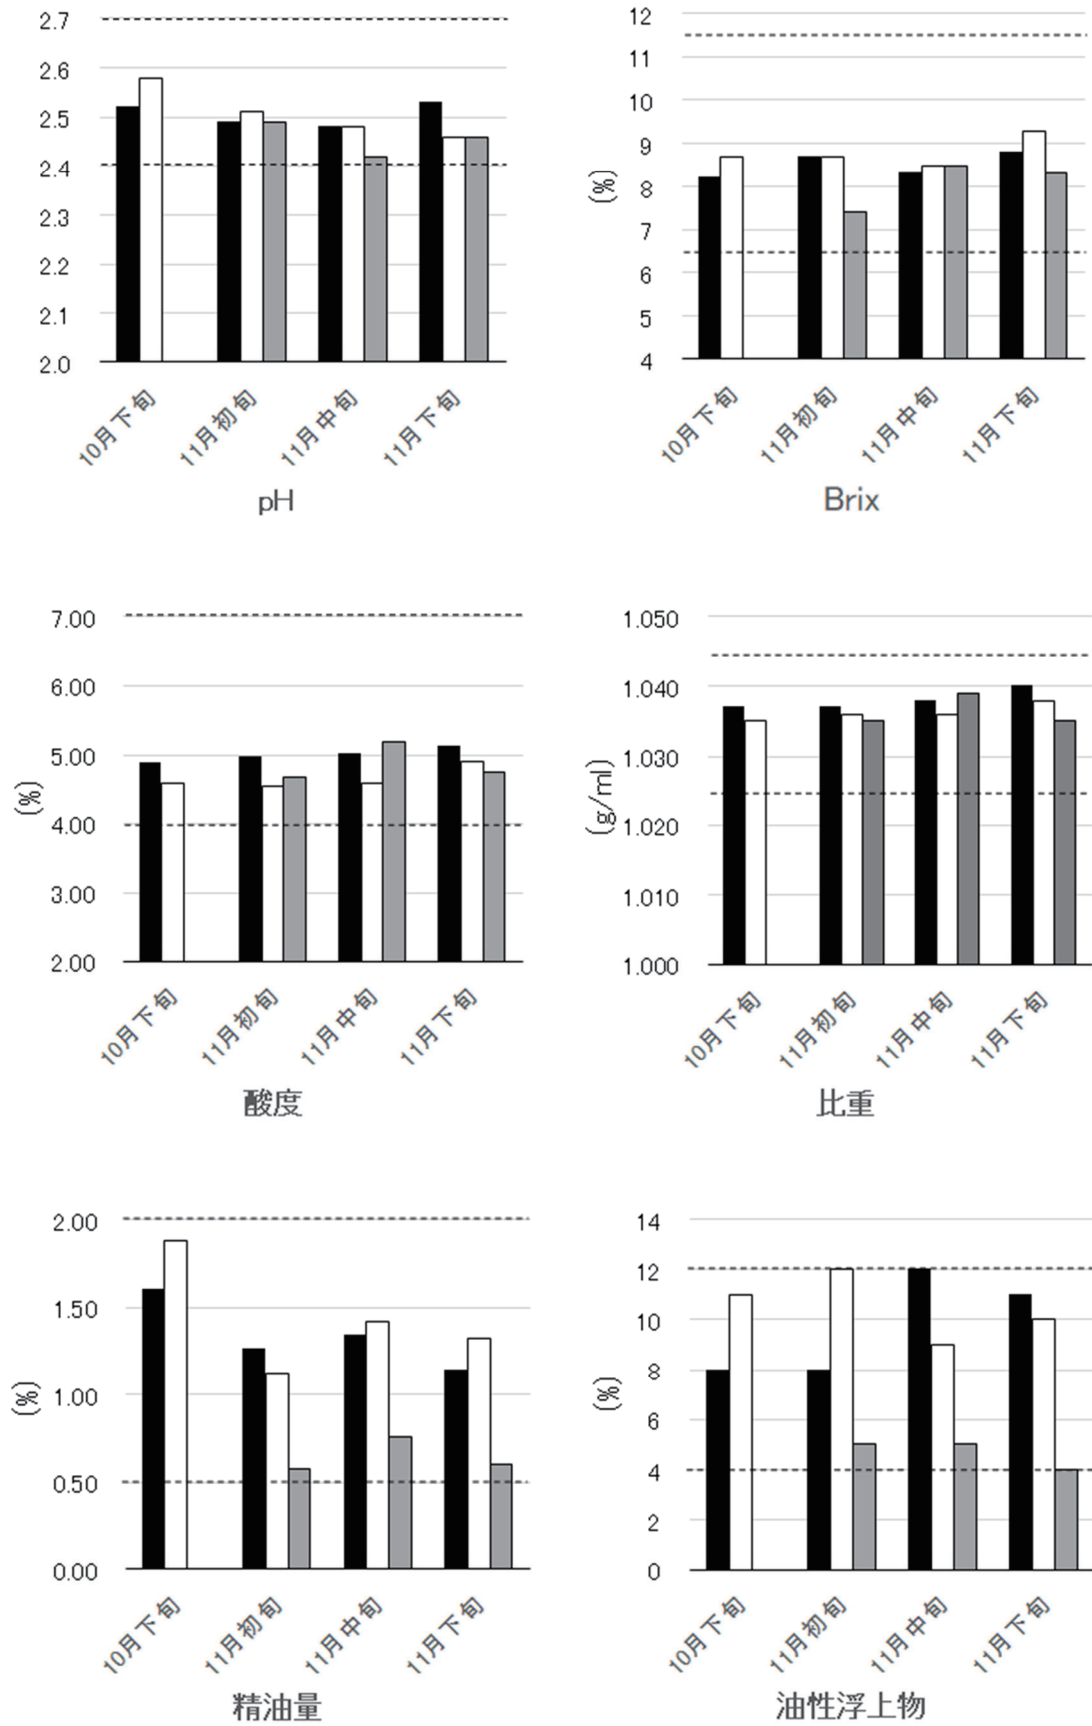 2.7
2.6
2.5
2.4
2.3
2.2
2.1
2.0
10月下旬
11月初旬
11月中旬
11月下旬
pH
12
11
10
9
8
7
6
5
4
(%)
10月下旬
11月初旬
11月中旬
11月下旬
Brix
7.00
6.00
5.00
4.00
3.00
2.00
(%)
10月下旬
11月初旬
11月中旬
11月下旬
酸度
1.050
1.040
1.030
1.020
1.010
1.000
(g/ml)
10月下旬
11月初旬
11月中旬
11月下旬
比重
2.00
1.50
1.00
0.50
0.00
(%)
10月下旬
11月初旬
11月中旬
11月下旬
精油量
14
12
10
8
6
4
2
0
(%)
10月下旬
11月初旬
11月中旬
11月下旬
油性浮上物